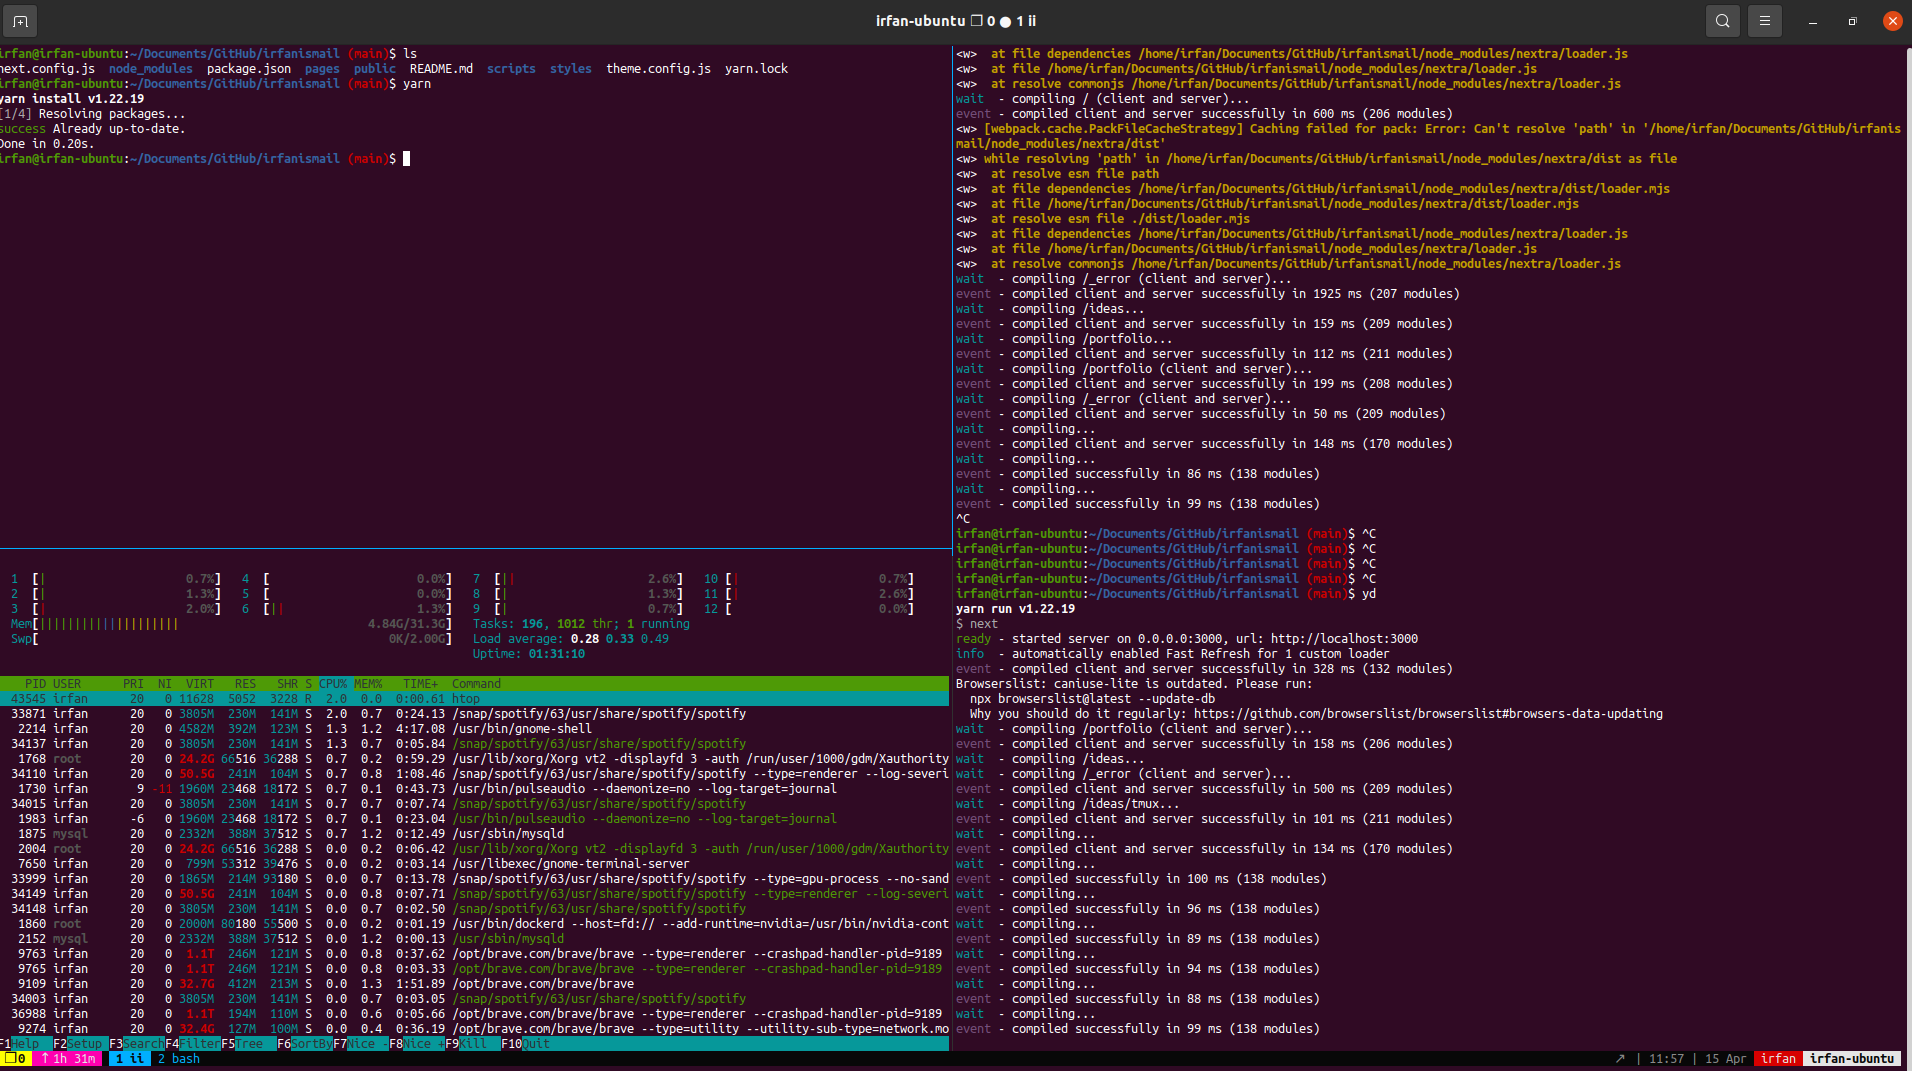 irfan-ubuntu ❐ 0 ● 1 ii
irfan@irfan-ubuntu:~/Documents/GitHub/irfanismail (main)$ ls
next.config.js  node_modules  package.json  pages  public  README.md  scripts  styles  theme.config.js  yarn.lock
irfan@irfan-ubuntu:~/Documents/GitHub/irfanismail (main)$ yarn
yarn install v1.22.19
[1/4] Resolving packages...
success Already up-to-date.
Done in 0.20s.
irfan@irfan-ubuntu:~/Documents/GitHub/irfanismail (main)$
1  [| 0.7%]  4  [ 0.0%]  7  [|| 2.6%]  10 [| 0.7%]
2  [| 1.3%]  5  [ 0.0%]  8  [| 1.3%]  11 [| 2.6%]
3  [| 2.0%]  6  [|| 1.3%]  9  [| 0.7%]  12 [ 0.0%]
Mem[|||||||||||||||||||| 4.84G/31.3G]  Tasks: 196, 1012 thr; 1 running
Swp[ 0K/2.00G]  Load average: 0.28 0.33 0.49
Uptime: 01:31:10
PID USER PRI NI VIRT RES SHR S CPU% MEM% TIME+ Command
43545 irfan 20 0 11628 5052 3228 R 2.0 0.0 0:00.61 htop
33871 irfan 20 0 3805M 230M 141M S 2.0 0.7 0:24.13 /snap/spotify/63/usr/share/spotify/spotify
2214 irfan 20 0 4582M 392M 123M S 1.3 1.2 4:17.08 /usr/bin/gnome-shell
34137 irfan 20 0 3805M 230M 141M S 1.3 0.7 0:05.84 /snap/spotify/63/usr/share/spotify/spotify
1768 root 20 0 24.2G 66516 36288 S 0.7 0.2 0:59.29 /usr/lib/xorg/Xorg vt2 -displayfd 3 -auth /run/user/1000/gdm/Xauthority
34110 irfan 20 0 50.5G 241M 104M S 0.7 0.8 1:08.46 /snap/spotify/63/usr/share/spotify/spotify --type=renderer --log-severi
1730 irfan 9 -11 1960M 23468 18172 S 0.7 0.1 0:43.73 /usr/bin/pulseaudio --daemonize=no --log-target=journal
34015 irfan 20 0 3805M 230M 141M S 0.7 0.7 0:07.74 /snap/spotify/63/usr/share/spotify/spotify
1983 irfan -6 0 1960M 23468 18172 S 0.7 0.1 0:23.04 /usr/bin/pulseaudio --daemonize=no --log-target=journal
1875 mysql 20 0 2332M 388M 37512 S 0.7 1.2 0:12.49 /usr/sbin/mysqld
2004 root 20 0 24.2G 66516 36288 S 0.0 0.2 0:06.42 /usr/lib/xorg/Xorg vt2 -displayfd 3 -auth /run/user/1000/gdm/Xauthority
7650 irfan 20 0 799M 53312 39476 S 0.0 0.2 0:03.14 /usr/libexec/gnome-terminal-server
33999 irfan 20 0 1865M 214M 93180 S 0.0 0.7 0:13.78 /snap/spotify/63/usr/share/spotify/spotify --type=gpu-process --no-sand
34149 irfan 20 0 50.5G 241M 104M S 0.0 0.8 0:07.71 /snap/spotify/63/usr/share/spotify/spotify --type=renderer --log-severi
34148 irfan 20 0 3805M 230M 141M S 0.0 0.7 0:02.50 /snap/spotify/63/usr/share/spotify/spotify
1860 root 20 0 2000M 80180 55500 S 0.0 0.2 0:01.19 /usr/bin/dockerd --host=fd:// --add-runtime=nvidia=/usr/bin/nvidia-cont
2152 mysql 20 0 2332M 388M 37512 S 0.0 1.2 0:00.13 /usr/sbin/mysqld
9763 irfan 20 0 1.1T 246M 121M S 0.0 0.8 0:37.62 /opt/brave.com/brave/brave --type=renderer --crashpad-handler-pid=9189
9765 irfan 20 0 1.1T 246M 121M S 0.0 0.8 0:03.33 /opt/brave.com/brave/brave --type=renderer --crashpad-handler-pid=9189
9109 irfan 20 0 32.7G 412M 213M S 0.0 1.3 1:51.89 /opt/brave.com/brave/brave
34003 irfan 20 0 3805M 230M 141M S 0.0 0.7 0:03.05 /snap/spotify/63/usr/share/spotify/spotify
36988 irfan 20 0 1.1T 194M 110M S 0.0 0.6 0:05.66 /opt/brave.com/brave/brave --type=renderer --crashpad-handler-pid=9189
9274 irfan 20 0 32.4G 127M 100M S 0.0 0.4 0:36.19 /opt/brave.com/brave/brave --type=utility --utility-sub-type=network.mo
F1Help F2Setup F3SearchF4FilterF5Tree F6SortByF7Nice -F8Nice +F9Kill F10Quit
<w>  at file dependencies /home/irfan/Documents/GitHub/irfanismail/node_modules/nextra/loader.js
<w>  at file /home/irfan/Documents/GitHub/irfanismail/node_modules/nextra/loader.js
<w>  at resolve commonjs /home/irfan/Documents/GitHub/irfanismail/node_modules/nextra/loader.js
wait  - compiling / (client and server)...
event - compiled client and server successfully in 600 ms (206 modules)
<w> [webpack.cache.PackFileCacheStrategy] Caching failed for pack: Error: Can't resolve 'path' in '/home/irfan/Documents/GitHub/irfanis
mail/node_modules/nextra/dist'
<w> while resolving 'path' in /home/irfan/Documents/GitHub/irfanismail/node_modules/nextra/dist as file
<w>  at resolve esm file path
<w>  at file dependencies /home/irfan/Documents/GitHub/irfanismail/node_modules/nextra/dist/loader.mjs
<w>  at file /home/irfan/Documents/GitHub/irfanismail/node_modules/nextra/dist/loader.mjs
<w>  at resolve esm file ./dist/loader.mjs
<w>  at file dependencies /home/irfan/Documents/GitHub/irfanismail/node_modules/nextra/loader.js
<w>  at file /home/irfan/Documents/GitHub/irfanismail/node_modules/nextra/loader.js
<w>  at resolve commonjs /home/irfan/Documents/GitHub/irfanismail/node_modules/nextra/loader.js
wait  - compiling /_error (client and server)...
event - compiled client and server successfully in 1925 ms (207 modules)
wait  - compiling /ideas...
event - compiled client and server successfully in 159 ms (209 modules)
wait  - compiling /portfolio...
event - compiled client and server successfully in 112 ms (211 modules)
wait  - compiling /portfolio (client and server)...
event - compiled client and server successfully in 199 ms (208 modules)
wait  - compiling /_error (client and server)...
event - compiled client and server successfully in 50 ms (209 modules)
wait  - compiling...
event - compiled client and server successfully in 148 ms (170 modules)
wait  - compiling...
event - compiled successfully in 86 ms (138 modules)
wait  - compiling...
event - compiled successfully in 99 ms (138 modules)
^C
irfan@irfan-ubuntu:~/Documents/GitHub/irfanismail (main)$ ^C
irfan@irfan-ubuntu:~/Documents/GitHub/irfanismail (main)$ ^C
irfan@irfan-ubuntu:~/Documents/GitHub/irfanismail (main)$ ^C
irfan@irfan-ubuntu:~/Documents/GitHub/irfanismail (main)$ ^C
irfan@irfan-ubuntu:~/Documents/GitHub/irfanismail (main)$ yd
yarn run v1.22.19
$ next
ready - started server on 0.0.0.0:3000, url: http://localhost:3000
info  - automatically enabled Fast Refresh for 1 custom loader
event - compiled client and server successfully in 328 ms (132 modules)
Browserslist: caniuse-lite is outdated. Please run:
npx browserslist@latest --update-db
Why you should do it regularly: https://github.com/browserslist/browserslist#browsers-data-updating
wait  - compiling /portfolio (client and server)...
event - compiled client and server successfully in 158 ms (206 modules)
wait  - compiling /ideas...
wait  - compiling /_error (client and server)...
event - compiled client and server successfully in 500 ms (209 modules)
wait  - compiling /ideas/tmux...
event - compiled client and server successfully in 101 ms (211 modules)
wait  - compiling...
event - compiled client and server successfully in 134 ms (170 modules)
wait  - compiling...
event - compiled successfully in 100 ms (138 modules)
wait  - compiling...
event - compiled successfully in 96 ms (138 modules)
wait  - compiling...
event - compiled successfully in 89 ms (138 modules)
wait  - compiling...
event - compiled successfully in 94 ms (138 modules)
wait  - compiling...
event - compiled successfully in 88 ms (138 modules)
wait  - compiling...
event - compiled successfully in 99 ms (138 modules)
❐ 0  ↑ 1h 31m  1 ii  2 bash  ↗ | 11:57 | 15 Apr  irfan  irfan-ubuntu